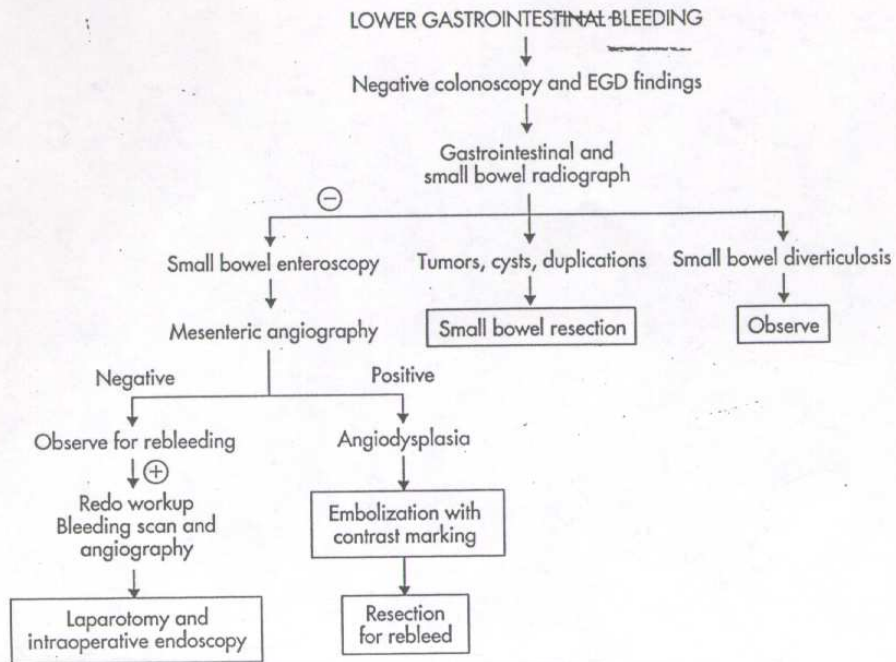 LOWER GASTROINTESTINAL BLEEDING
Negative colonoscopy and EGD findings
Gastrointestinal and
small bowel radiograph
−
Small bowel enteroscopy
Tumors, cysts, duplications
Small bowel diverticulosis
Mesenteric angiography
Small bowel resection
Observe
Negative
Positive
Observe for rebleeding
Angiodysplasia
+
Redo workup
Bleeding scan and
angiography
Embolization with
contrast marking
Laparotomy and
intraoperative endoscopy
Resection
for rebleed